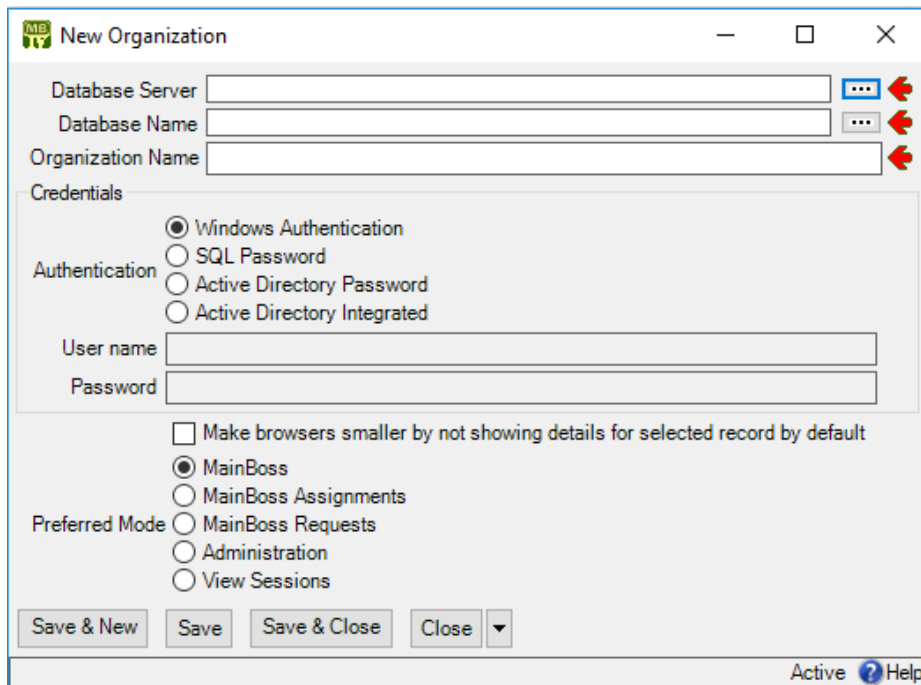 MB
New Organization
Database Server ...
Database Name ...
Organization Name
Credentials
Windows Authentication
SQL Password
Authentication
Active Directory Password
Active Directory Integrated
User name
Password
Make browsers smaller by not showing details for selected record by default
MainBoss
MainBoss Assignments
Preferred Mode MainBoss Requests
Administration
View Sessions
Save & New Save Save & Close Close
Active ? Help